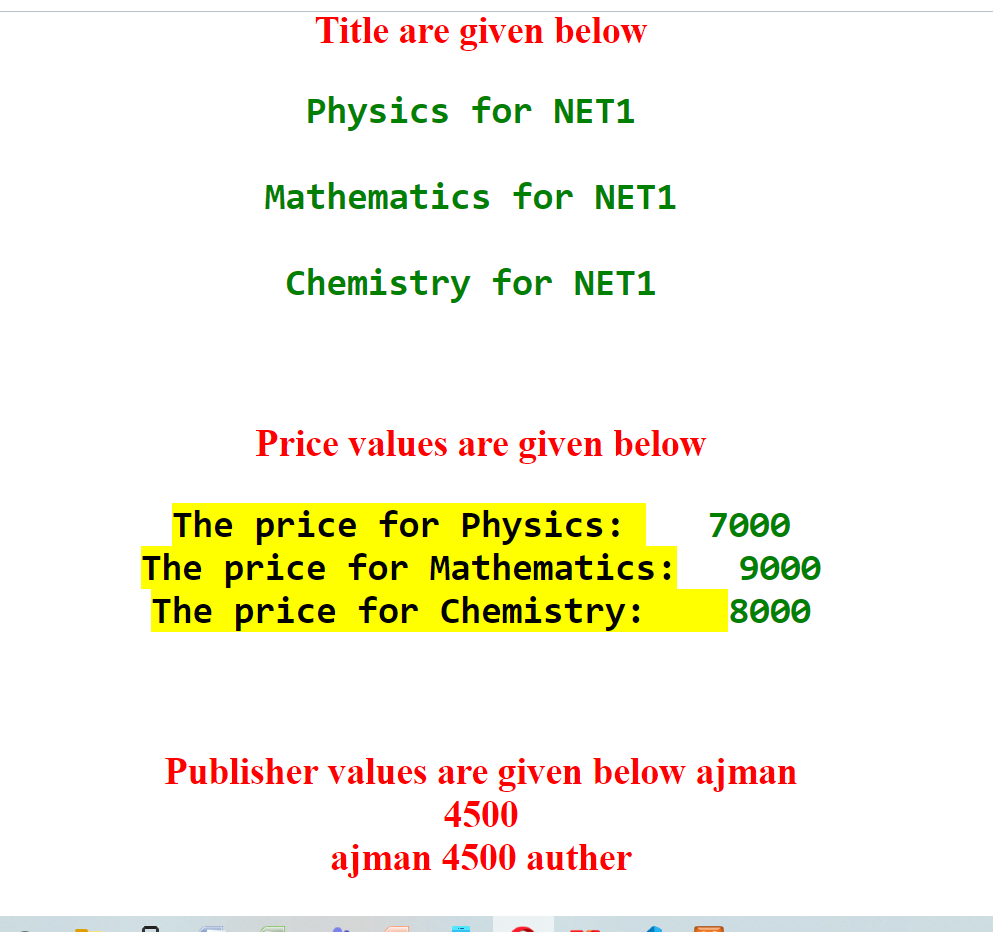 Title are given below
Physics for NET1
Mathematics for NET1
Chemistry for NET1
Price values are given below
The price for Physics: 7000
The price for Mathematics: 9000
The price for Chemistry: 8000
Publisher values are given below ajman
4500
ajman 4500 auther